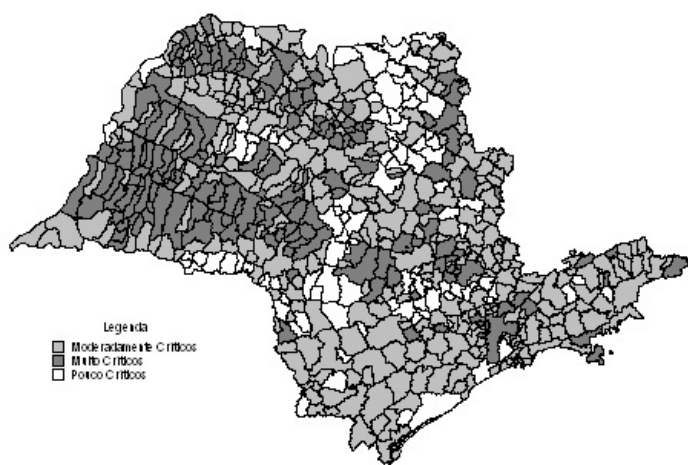 Legenda
Moderadamente Críticos
Muito Críticos
Pouco Críticos